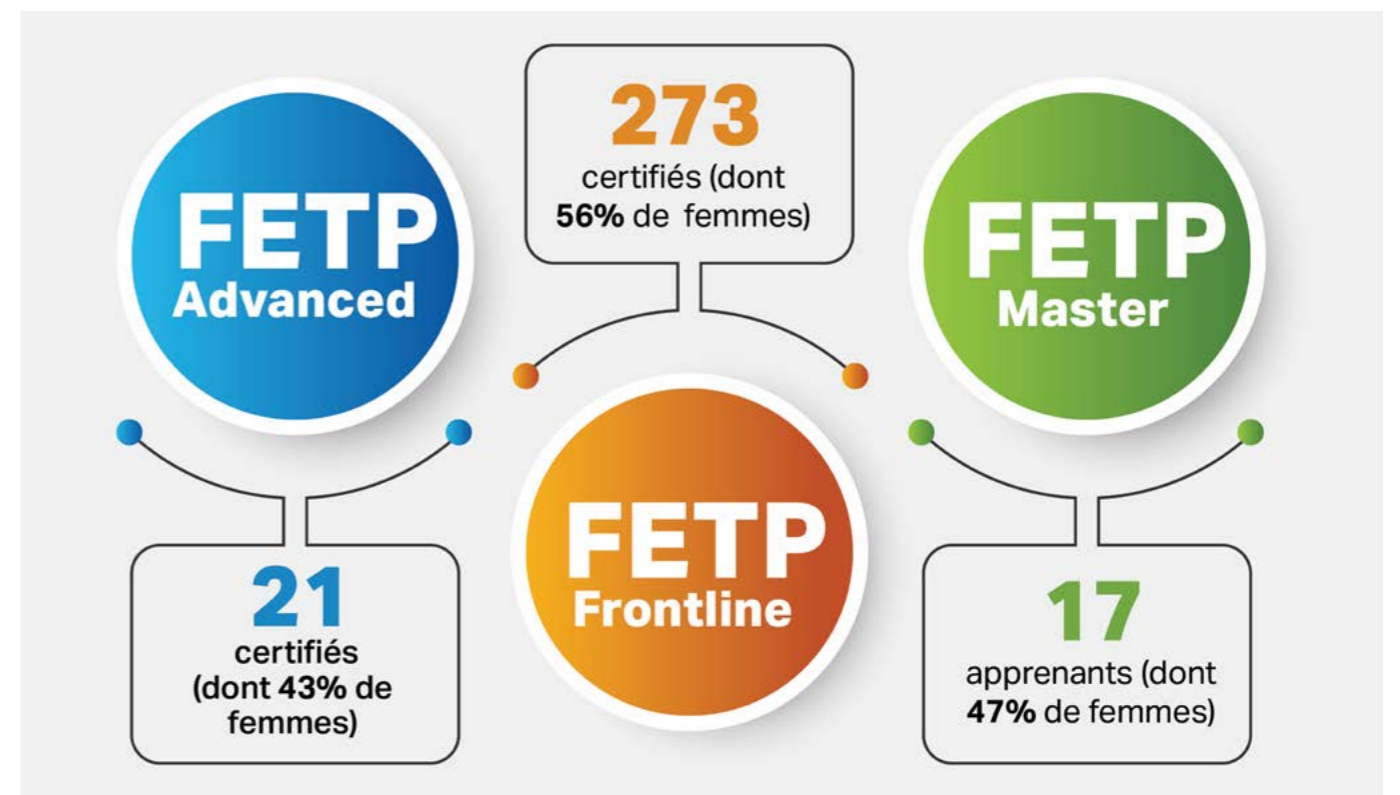 FETP
Advanced
21
certifiés
(dont 43% de
femmes)
273
certifiés (dont
56% de femmes)
FETP
Frontline
FETP
Master
17
apprenants (dont
47% de femmes)